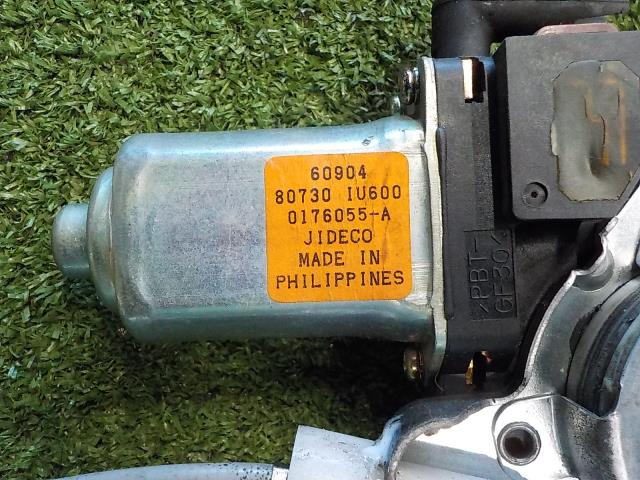 60904
80730 1U600
0176055-A
JIDECO
MADE IN
PHILIPPINES
>PBT-
GF30<